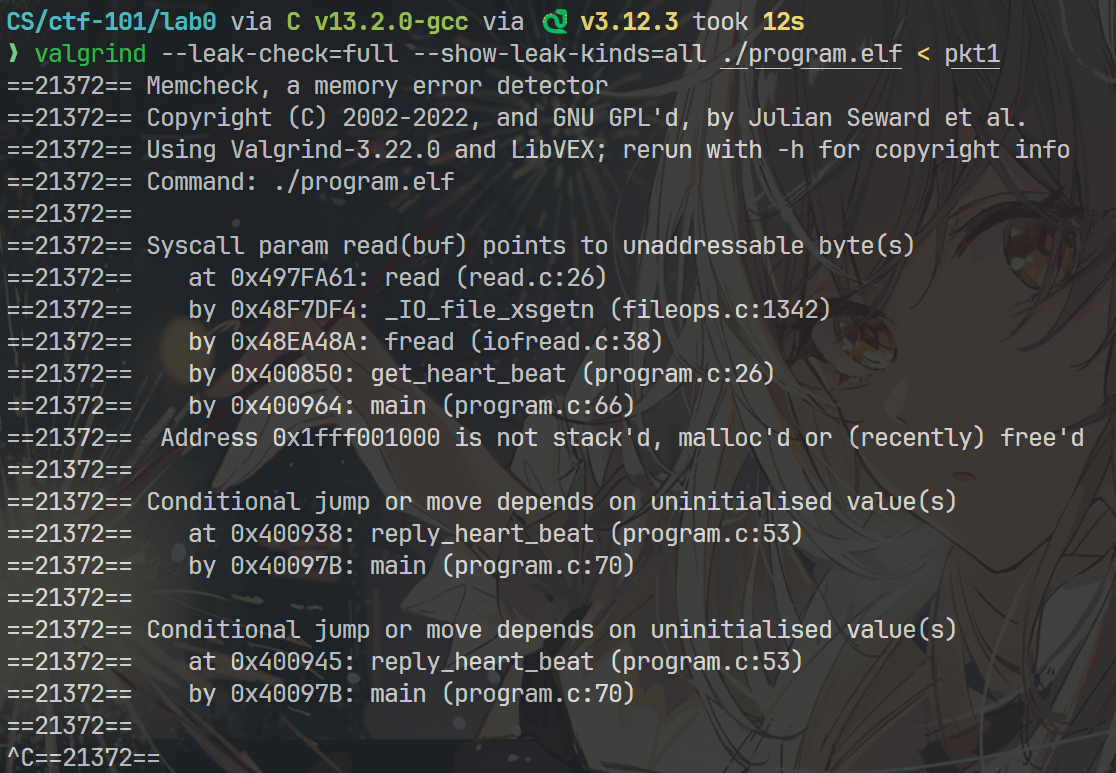 CS/ctf-101/lab0 via C v13.2.0-gcc via v3.12.3 took 12s
❯ valgrind --leak-check=full --show-leak-kinds=all ./program.elf < pkt1
==21372== Memcheck, a memory error detector
==21372== Copyright (C) 2002-2022, and GNU GPL'd, by Julian Seward et al.
==21372== Using Valgrind-3.22.0 and LibVEX; rerun with -h for copyright info
==21372== Command: ./program.elf
==21372==
==21372== Syscall param read(buf) points to unaddressable byte(s)
==21372==    at 0x497FA61: read (read.c:26)
==21372==    by 0x48F7DF4: _IO_file_xsgetn (fileops.c:1342)
==21372==    by 0x48EA48A: fread (iofread.c:38)
==21372==    by 0x400850: get_heart_beat (program.c:26)
==21372==    by 0x400964: main (program.c:66)
==21372==  Address 0x1fff001000 is not stack'd, malloc'd or (recently) free'd
==21372==
==21372== Conditional jump or move depends on uninitialised value(s)
==21372==    at 0x400938: reply_heart_beat (program.c:53)
==21372==    by 0x40097B: main (program.c:70)
==21372==
==21372== Conditional jump or move depends on uninitialised value(s)
==21372==    at 0x400945: reply_heart_beat (program.c:53)
==21372==    by 0x40097B: main (program.c:70)
==21372==
^C==21372==